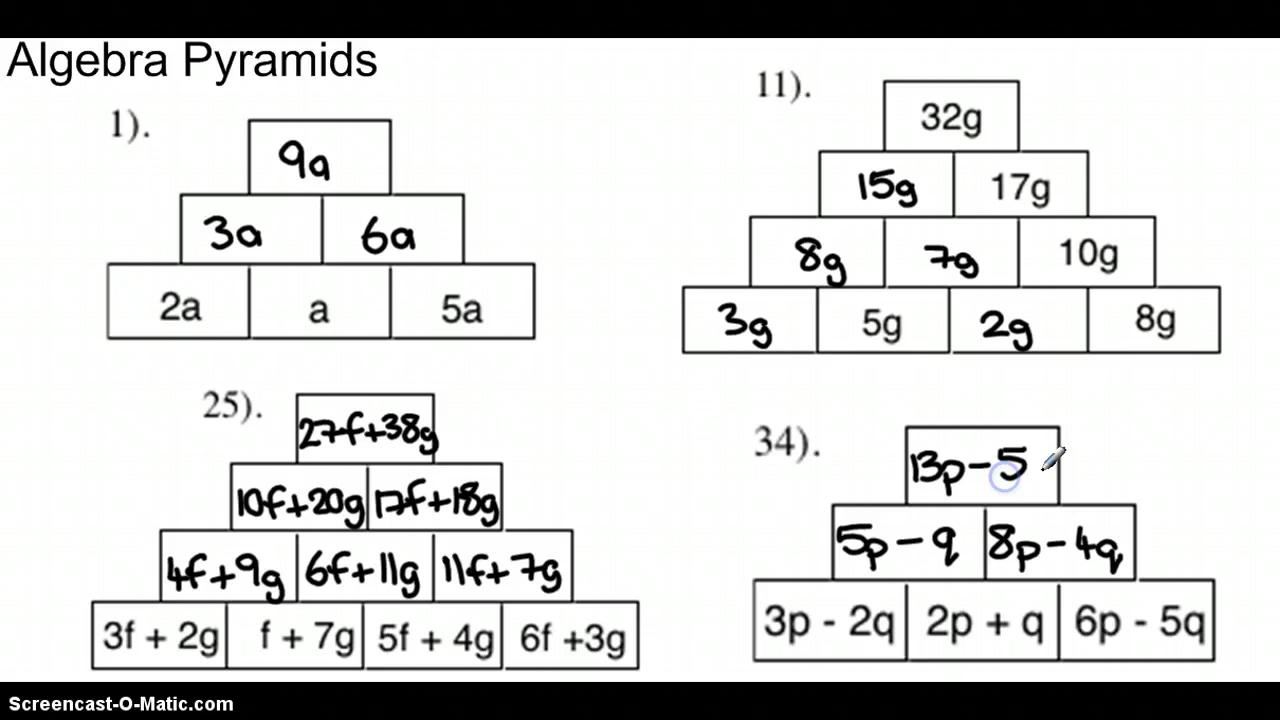 Algebra Pyramids
1).
9a
3a 6a
2a a 5a
11).
32g
15g 17g
8g 7g 10g
3g 5g 2g 8g
25).
27f+38g
10f+20g 17f+18g
4f+9g 6f+11g 11f+7g
3f + 2g f + 7g 5f + 4g 6f +3g
34).
13p-5
5p-q 8p-4q
3p - 2q 2p + q 6p - 5q
Screencast-O-Matic.com